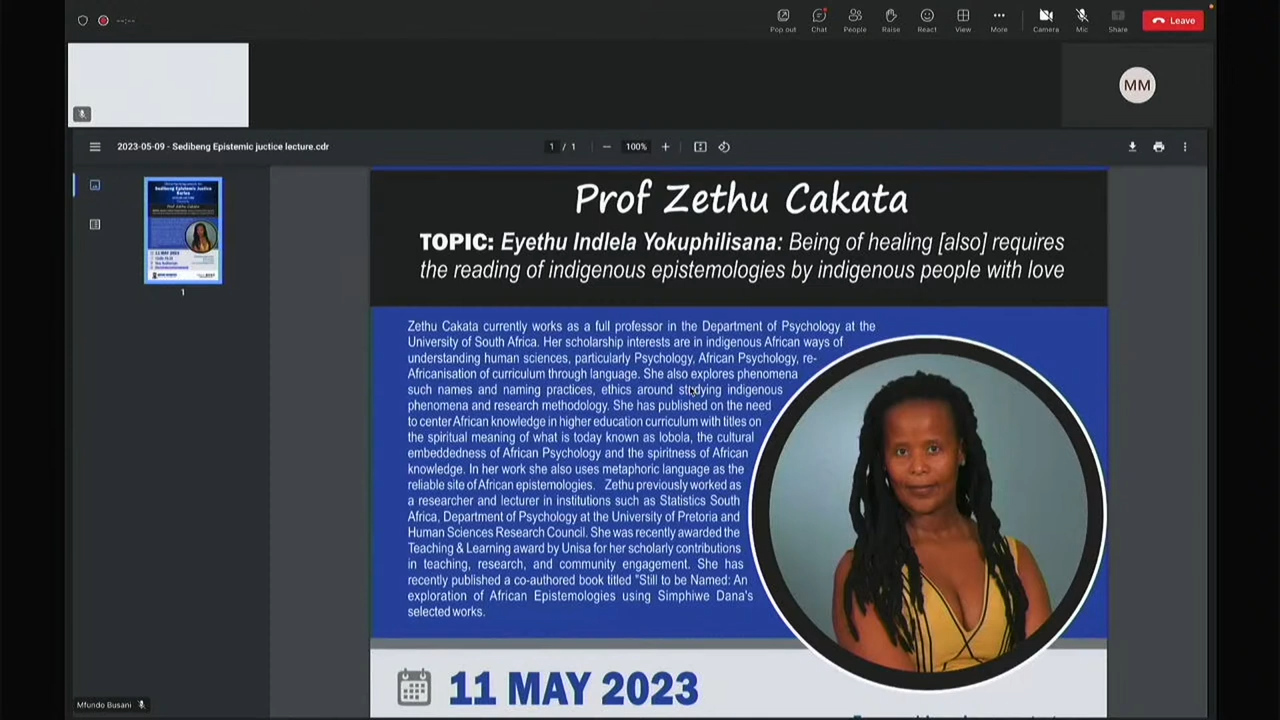 --:--
Pop out Chat People Raise React View More Camera Mic Share Leave
MM
2023-05-09 - Sedibeng Epistemic juctice lecture.cdr
1 / 1
100%
Prof Zethu Cakata
TOPIC: Eyethu Indlela Yokuphilisana: Being of healing [also] requires
the reading of indigenous epistemologies by indigenous people with love
Zethu Cakata currently works as a full professor in the Department of Psychology at the
University of South Africa. Her scholarship interests are in indigenous African ways of
understanding human sciences, particularly Psychology, African Psychology, re-
Africanisation of curriculum through language. She also explores phenomena
such names and naming practices, ethics around studying indigenous
phenomena and research methodology. She has published on the need
to center African knowledge in higher education curriculum with titles on
the spiritual meaning of what is today known as lobola, the cultural
embeddedness of African Psychology and the spiritness of African
knowledge. In her work she also uses metaphoric language as the
reliable site of African epistemologies. Zethu previously worked as
a researcher and lecturer in institutions such as Statistics South
Africa, Department of Psychology at the University of Pretoria and
Human Sciences Research Council. She was recently awarded the
Teaching & Learning award by Unisa for her scholarly contributions
in teaching, research, and community engagement. She has
recently published a co-authored book titled "Still to be Named: An
exploration of African Epistemologies using Simphiwe Dana's
selected works.
11 MAY 2023
Sedibeng Epistemic Justice
Series
Prof Zethu Cakata
11 MAY 2023
1
Mfundo Busani